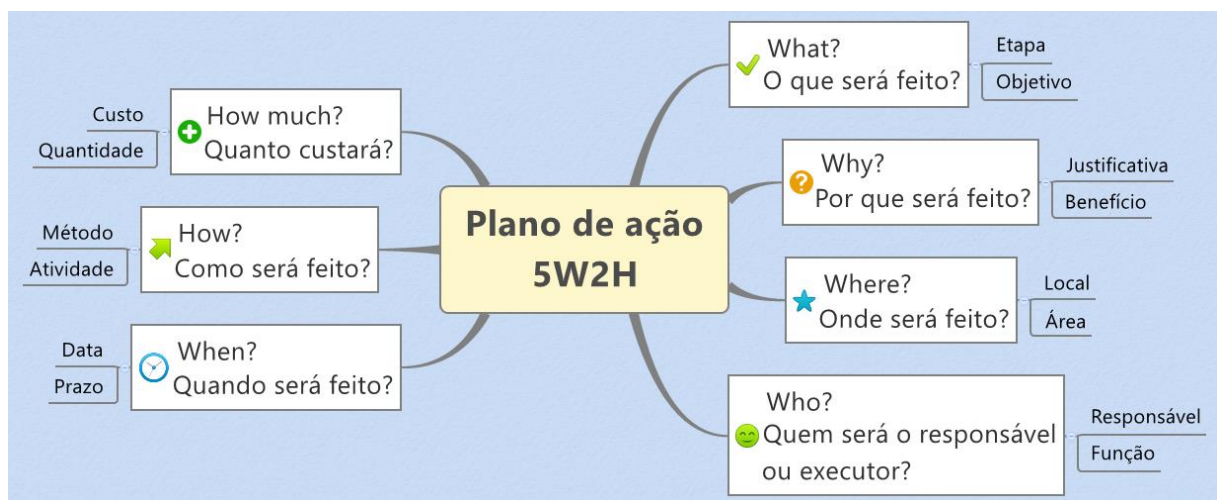 Plano de ação
5W2H
What?
O que será feito?
Etapa
Objetivo
Why?
Por que será feito?
Justificativa
Benefício
Where?
Onde será feito?
Local
Área
Who?
Quem será o responsável
ou executor?
Responsável
Função
When?
Quando será feito?
Data
Prazo
How?
Como será feito?
Método
Atividade
How much?
Quanto custará?
Custo
Quantidade